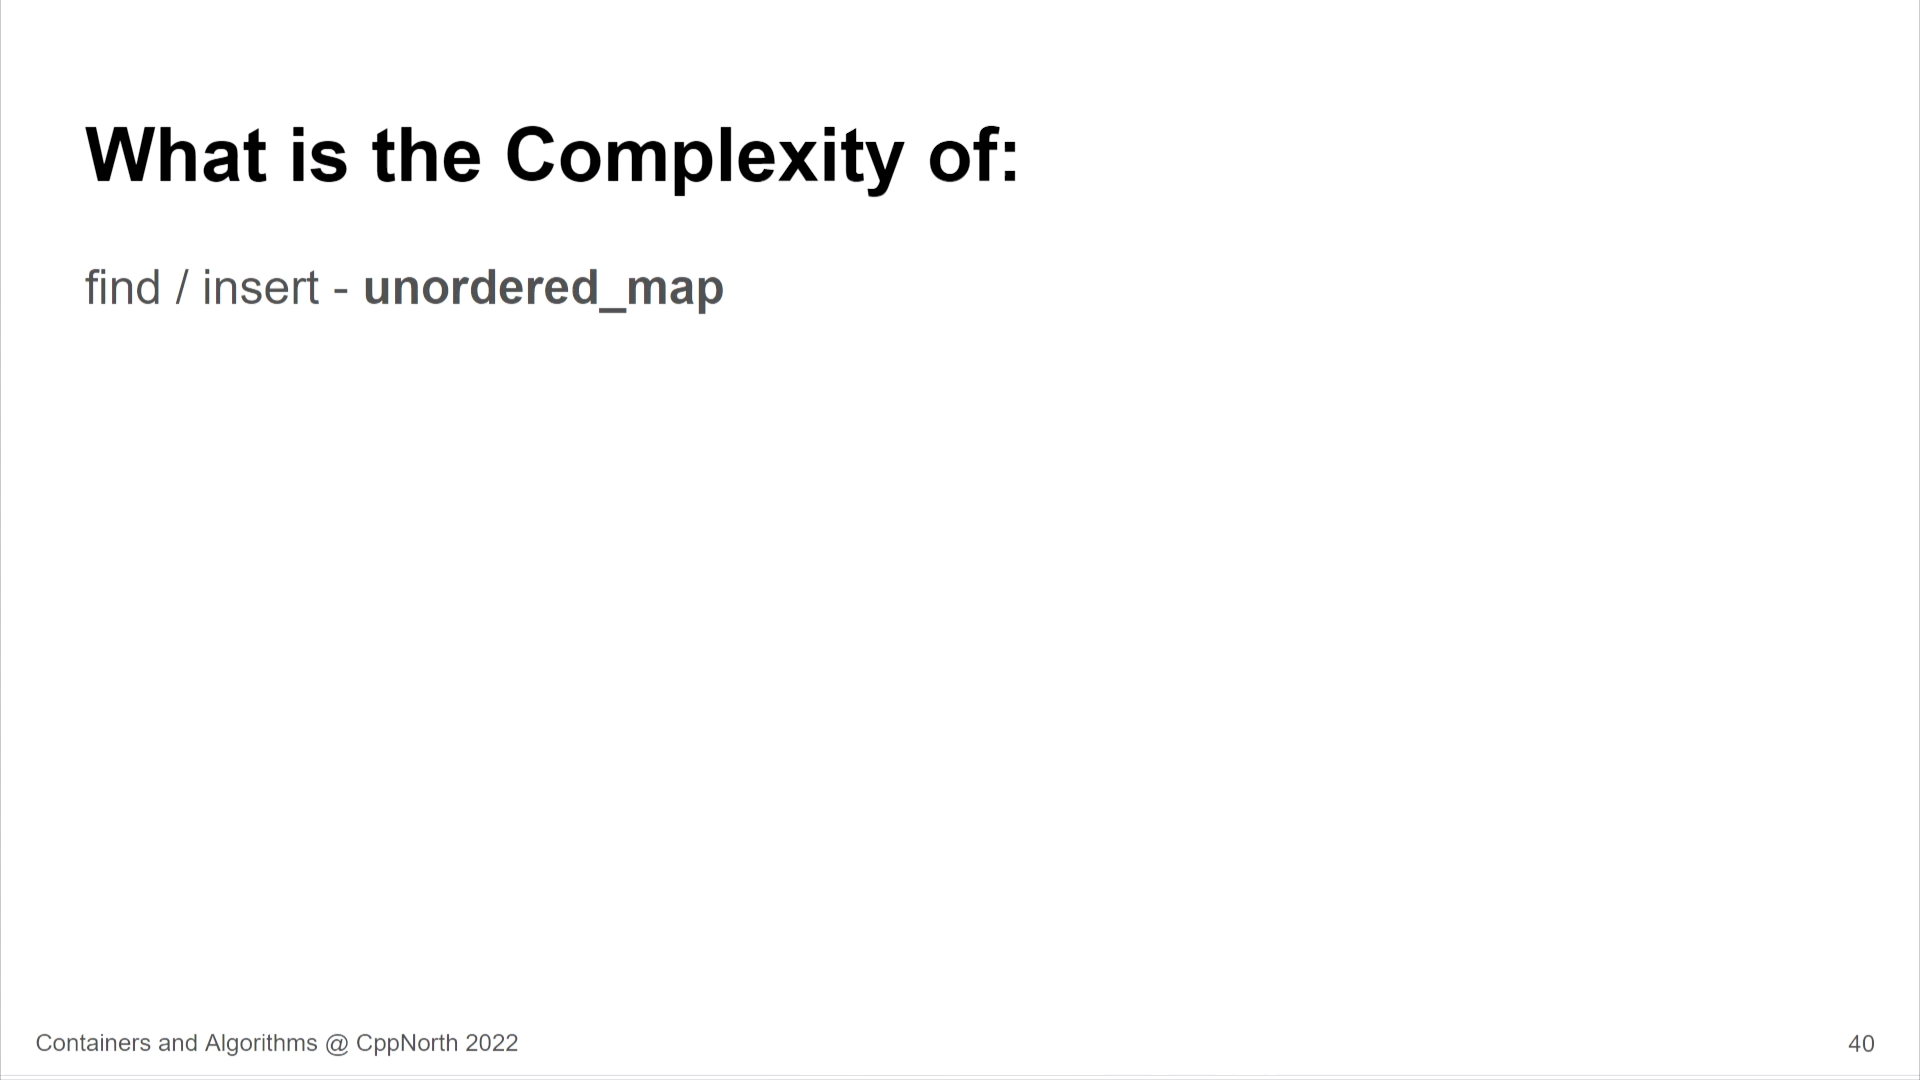 What is the Complexity of:
find / insert - unordered_map
Containers and Algorithms @ CppNorth 2022
40